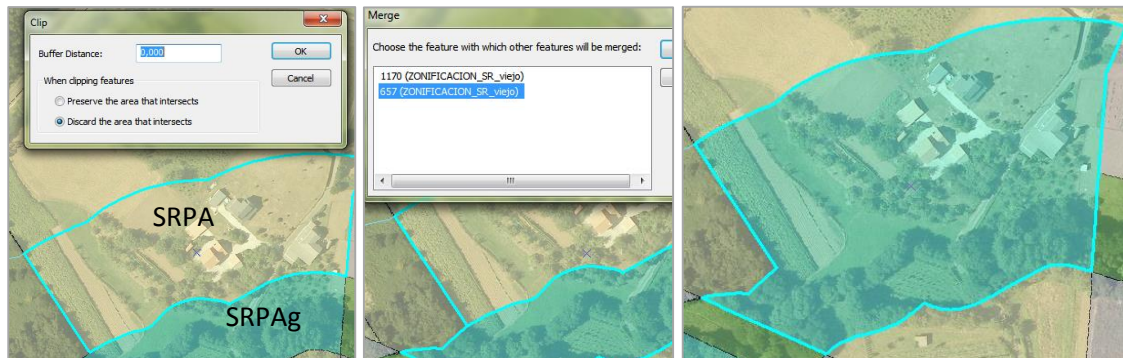 Clip
Buffer Distance:
0,000
OK
When clipping features
Cancel
Preserve the area that intersects
Discard the area that intersects
SRPA
SRPAg
Merge
Choose the feature with which other features will be merged:
1170 (ZONIFICACION_SR_viejo)
657 (ZONIFICACION_SR_viejo)